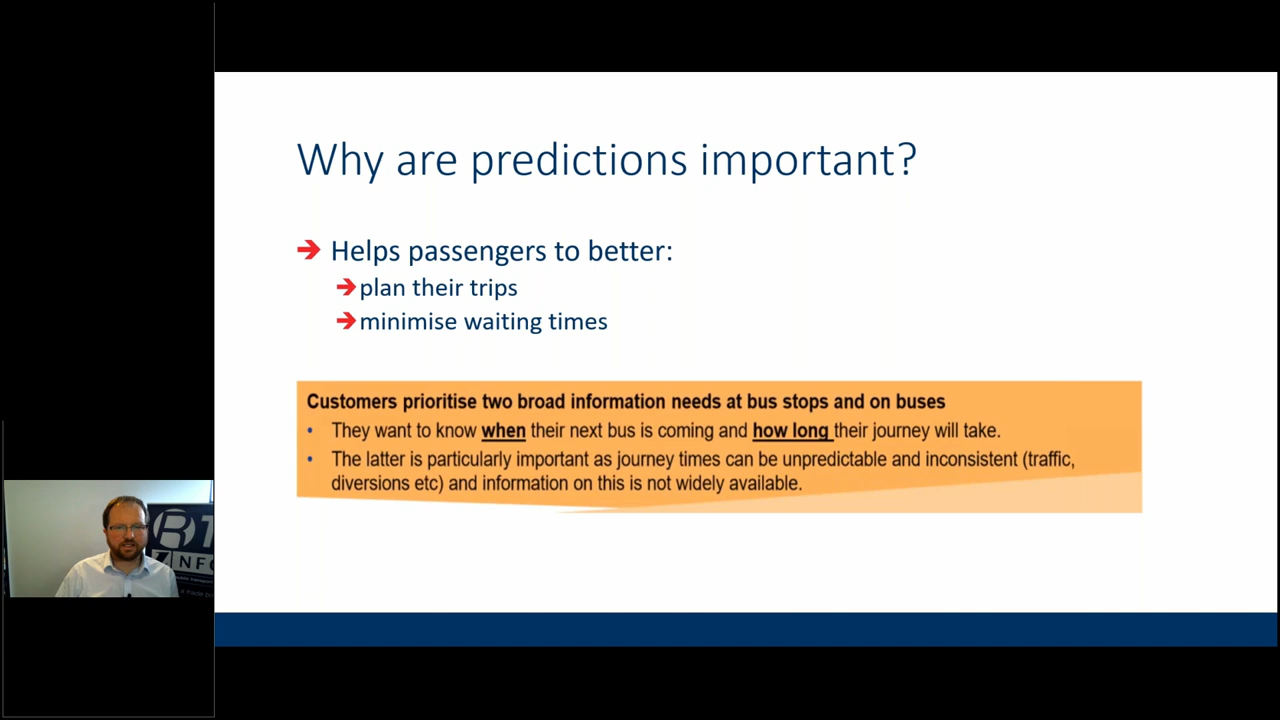 Why are predictions important?
➔ Helps passengers to better:
➔ plan their trips
➔ minimise waiting times
Customers prioritise two broad information needs at bus stops and on buses
• They want to know when their next bus is coming and how long their journey will take.
• The latter is particularly important as journey times can be unpredictable and inconsistent (traffic,
diversions etc) and information on this is not widely available.